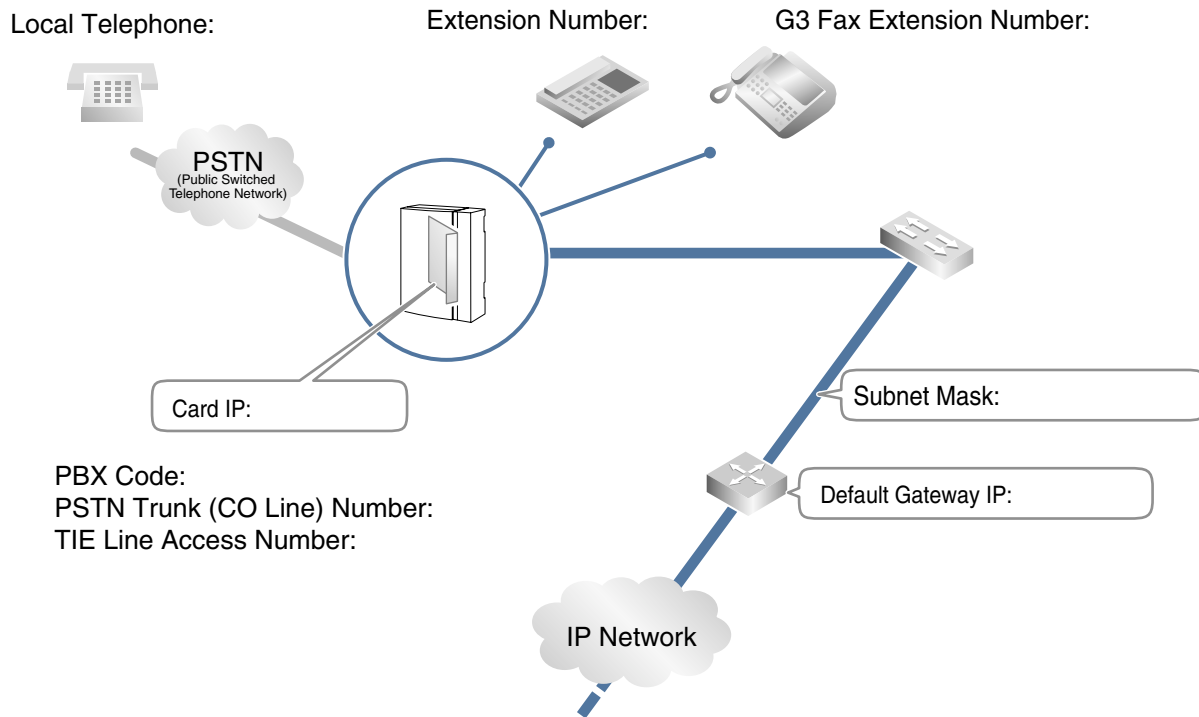 Local Telephone:
Extension Number:
G3 Fax Extension Number:
PSTN
(Public Switched
Telephone Network)
Card IP:
Subnet Mask:
PBX Code:
PSTN Trunk (CO Line) Number:
TIE Line Access Number:
Default Gateway IP:
IP Network